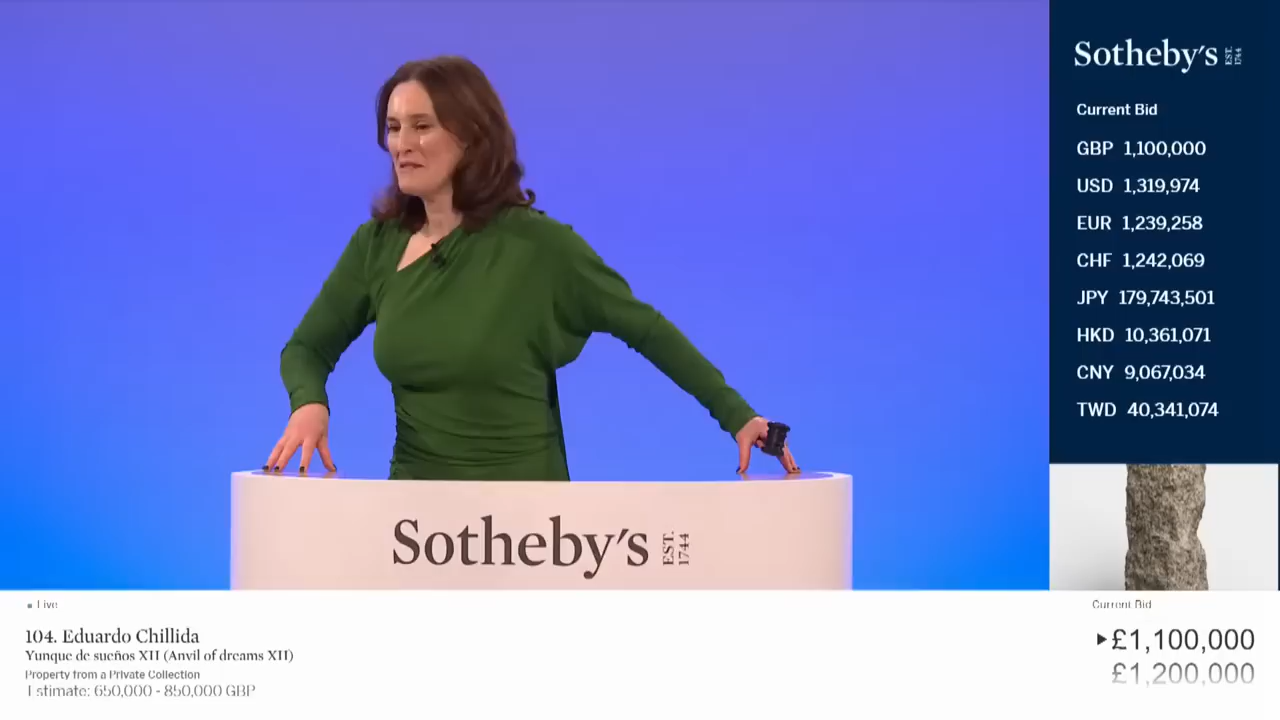 Sotheby's EST. 1744
Current Bid
GBP 1,100,000
USD 1,319,974
EUR 1,239,258
CHF 1,242,069
JPY 179,743,501
HKD 10,361,071
CNY 9,067,034
TWD 40,341,074
Sotheby's EST. 1744
Live
104. Eduardo Chillida
Yunque de sueños XII (Anvil of dreams XII)
Property from a Private Collection
Estimate: 650,000 - 850,000 GBP
Current Bid
£1,100,000
£1,200,000